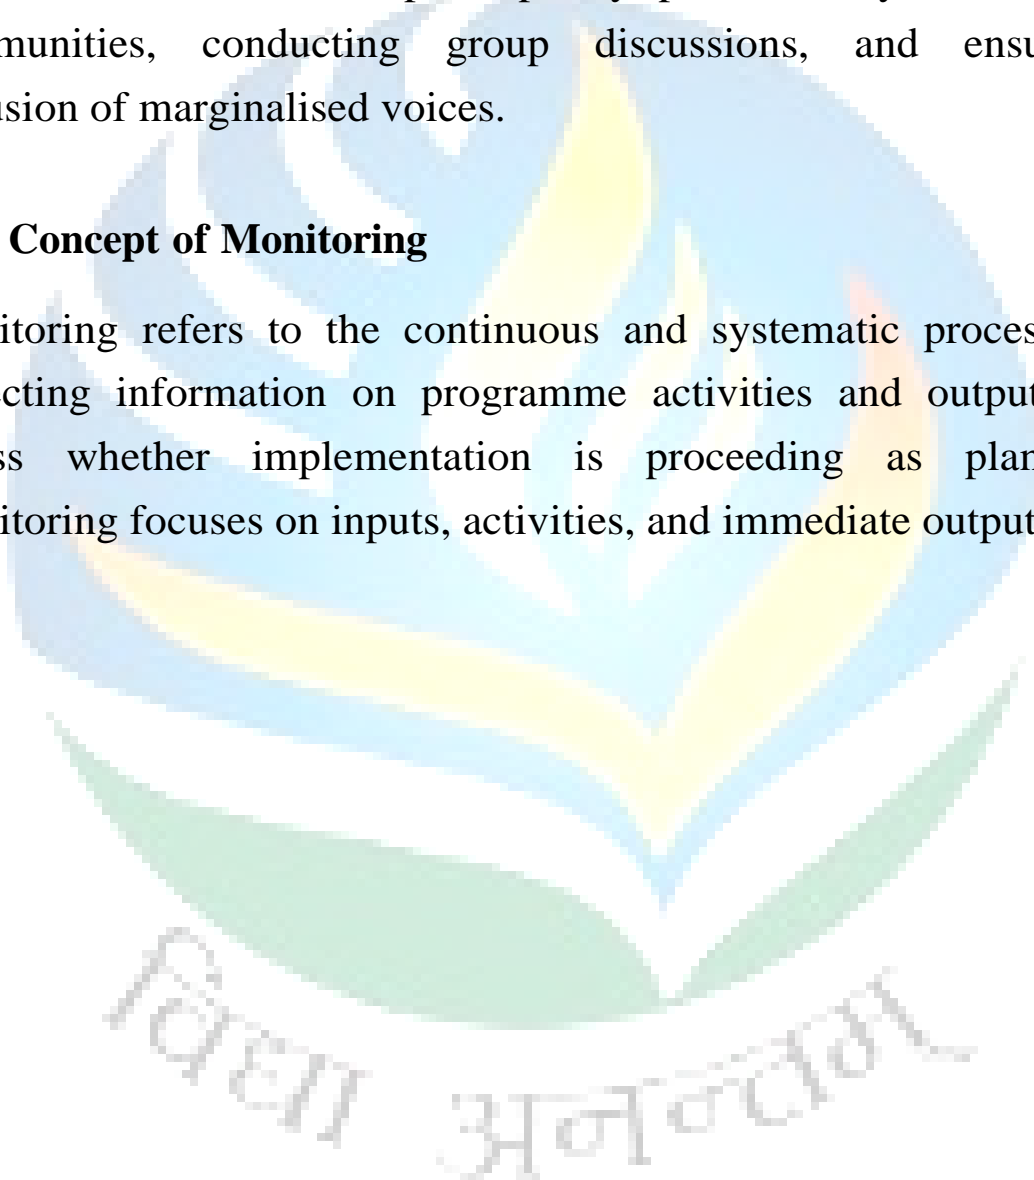 munities, conducting group discussions, and ensu
usion of marginalised voices.
Concept of Monitoring
itoring refers to the continuous and systematic proces
ecting information on programme activities and output
ss whether implementation is proceeding as plan
itoring focuses on inputs, activities, and immediate output
विद्या अनन्तम्